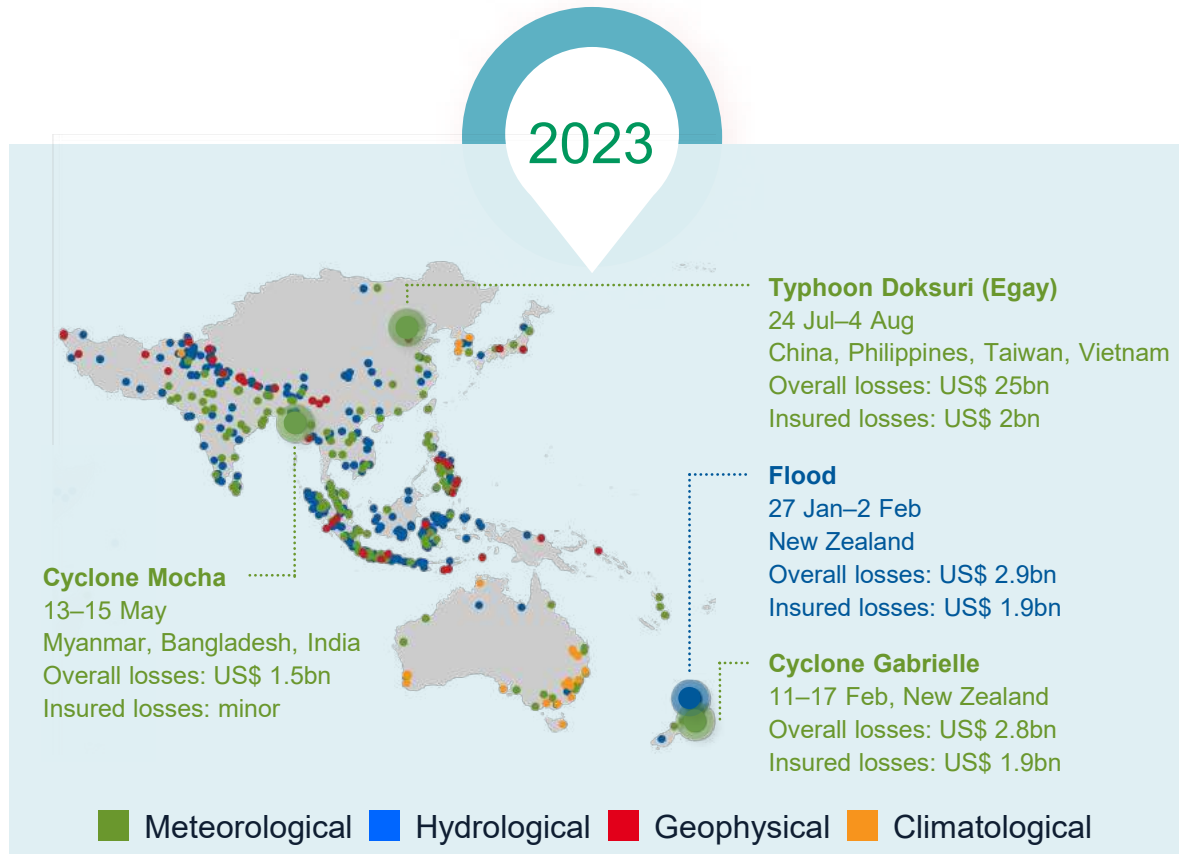 2023
Typhoon Doksuri (Egay)
24 Jul–4 Aug
China, Philippines, Taiwan, Vietnam
Overall losses: US$ 25bn
Insured losses: US$ 2bn
Flood
27 Jan–2 Feb
New Zealand
Overall losses: US$ 2.9bn
Insured losses: US$ 1.9bn
Cyclone Mocha
13–15 May
Myanmar, Bangladesh, India
Overall losses: US$ 1.5bn
Insured losses: minor
Cyclone Gabrielle
11–17 Feb, New Zealand
Overall losses: US$ 2.8bn
Insured losses: US$ 1.9bn
Meteorological Hydrological Geophysical Climatological